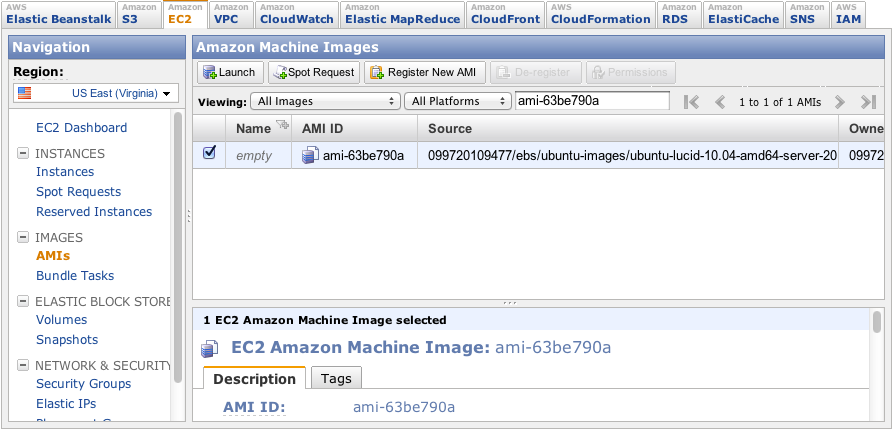 AWS Amazon Amazon Amazon Amazon Amazon Amazon AWS Amazon Amazon Amazon AWS
Elastic Beanstalk S3 EC2 VPC CloudWatch Elastic MapReduce CloudFront CloudFormation RDS ElastiCache SNS IAM
Navigation
Region:
US East (Virginia)
EC2 Dashboard
INSTANCES
Instances
Spot Requests
Reserved Instances
IMAGES
AMIs
Bundle Tasks
ELASTIC BLOCK STORE
Volumes
Snapshots
NETWORK & SECURITY
Security Groups
Elastic IPs
Amazon Machine Images
Launch Spot Request Register New AMI De-register Permissions
Viewing: All Images All Platforms ami-63be790a 1 to 1 of 1 AMIs
Name AMI ID Source Owne
empty ami-63be790a 099720109477/ebs/ubuntu-images/ubuntu-lucid-10.04-amd64-server-20 09972
1 EC2 Amazon Machine Image selected
EC2 Amazon Machine Image: ami-63be790a
Description Tags
AMI ID: ami-63be790a